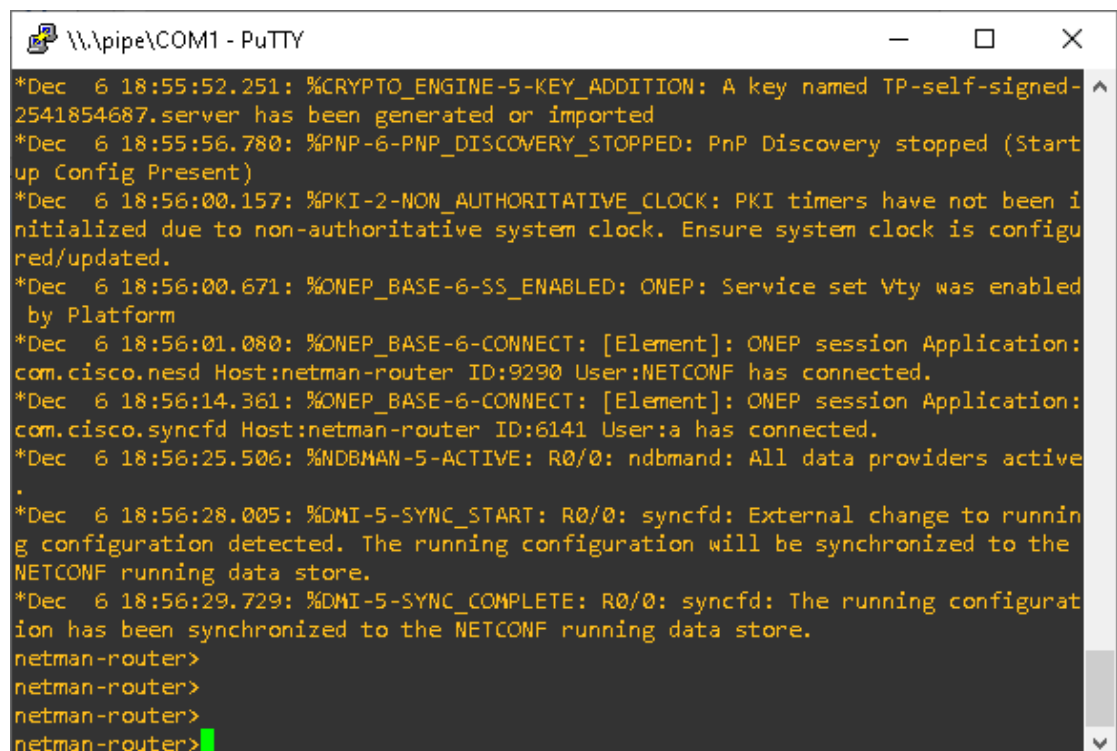 \\.\pipe\COM1 - PuTTY
*Dec  6 18:55:52.251: %CRYPTO_ENGINE-5-KEY_ADDITION: A key named TP-self-signed-
2541854687.server has been generated or imported
*Dec  6 18:55:56.780: %PNP-6-PNP_DISCOVERY_STOPPED: PnP Discovery stopped (Start
up Config Present)
*Dec  6 18:56:00.157: %PKI-2-NON_AUTHORITATIVE_CLOCK: PKI timers have not been i
nitialized due to non-authoritative system clock. Ensure system clock is configu
red/updated.
*Dec  6 18:56:00.671: %ONEP_BASE-6-SS_ENABLED: ONEP: Service set Vty was enabled
 by Platform
*Dec  6 18:56:01.080: %ONEP_BASE-6-CONNECT: [Element]: ONEP session Application:
com.cisco.nesd Host:netman-router ID:9290 User:NETCONF has connected.
*Dec  6 18:56:14.361: %ONEP_BASE-6-CONNECT: [Element]: ONEP session Application:
com.cisco.syncfd Host:netman-router ID:6141 User:a has connected.
*Dec  6 18:56:25.506: %NDBMAN-5-ACTIVE: R0/0: ndbmand: All data providers active
.
*Dec  6 18:56:28.005: %DMI-5-SYNC_START: R0/0: syncfd: External change to runnin
g configuration detected. The running configuration will be synchronized to the
NETCONF running data store.
*Dec  6 18:56:29.729: %DMI-5-SYNC_COMPLETE: R0/0: syncfd: The running configurat
ion has been synchronized to the NETCONF running data store.
netman-router>
netman-router>
netman-router>
netman-router>